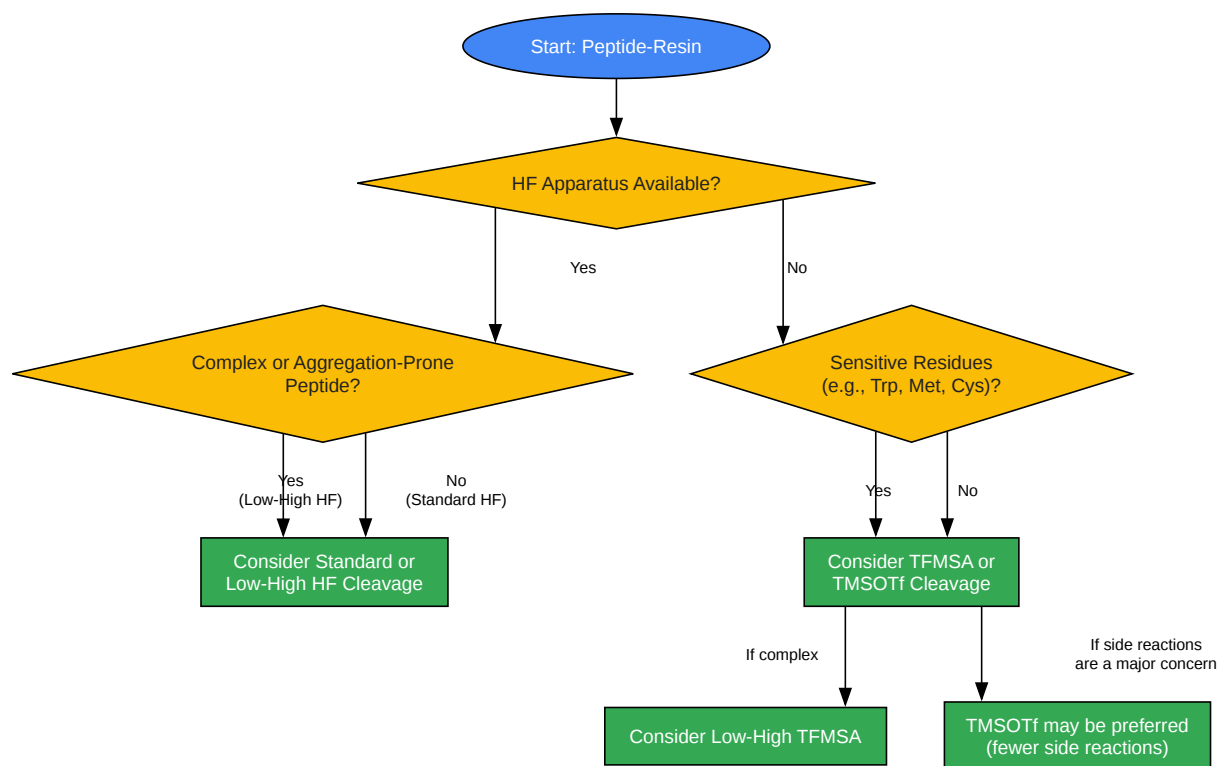 Start: Peptide-Resin
HF Apparatus Available?
Yes
No
Complex or Aggregation-Prone
Peptide?
Sensitive Residues
(e.g., Trp, Met, Cys)?
Yes
(Low-High HF)
No
(Standard HF)
Yes
No
Consider Standard or
Low-High HF Cleavage
Consider TFMSA or
TMSOTf Cleavage
If complex
If side reactions
are a major concern
Consider Low-High TFMSA
TMSOTf may be preferred
(fewer side reactions)